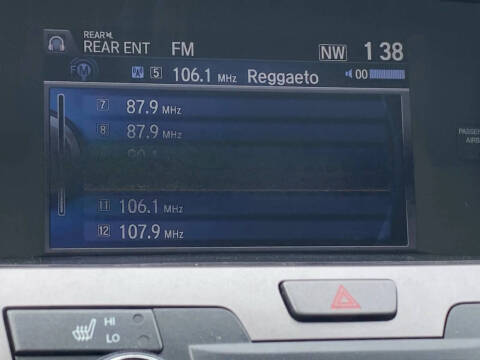 REAR
REAR ENT FM NW 1 38
FM 5 106.1 MHz Reggaeto 00
7 87.9 MHz
8 87.9 MHz
11 106.1 MHz
12 107.9 MHz
HI
LO